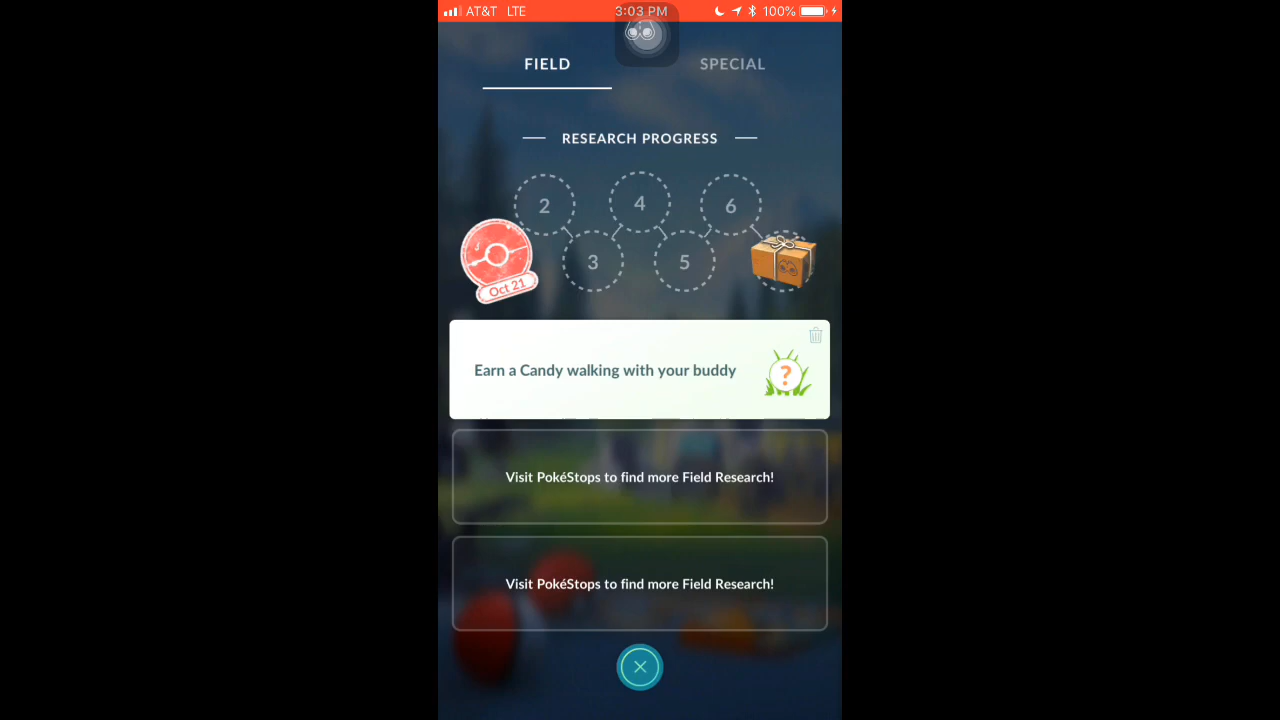 AT&T LTE 3:03 PM 100%
FIELD SPECIAL
RESEARCH PROGRESS
2 4 6
3 5
Oct 21
Earn a Candy walking with your buddy
?
Visit PokéStops to find more Field Research!
Visit PokéStops to find more Field Research!